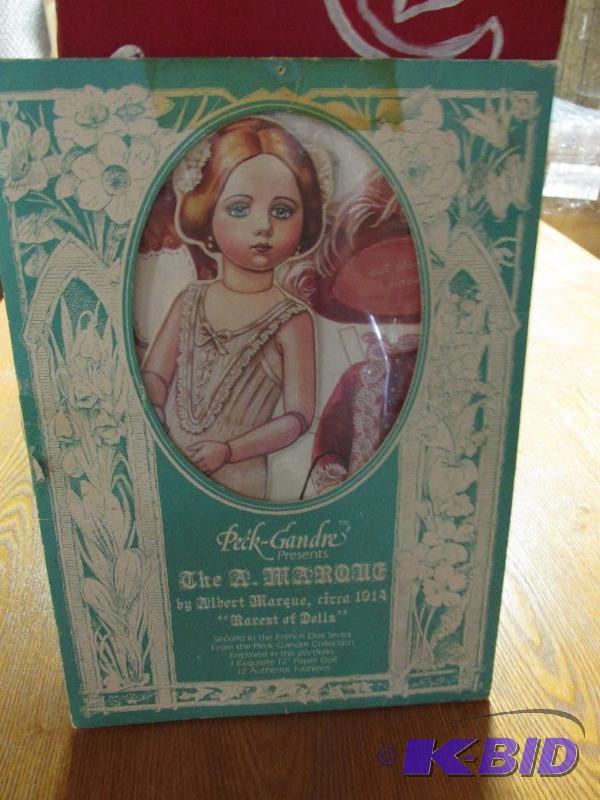 Peck-Gandre™
Presents
The A. MARQUE
by Albert Marque, circa 1914
"Rarest of Dolls"
Second in the French Doll Series
From the Peck-Gandre Collection
Enclosed in this portfolio
1 Exquisite 12" Paper Doll
12 Authentic Fashions
© K-BID